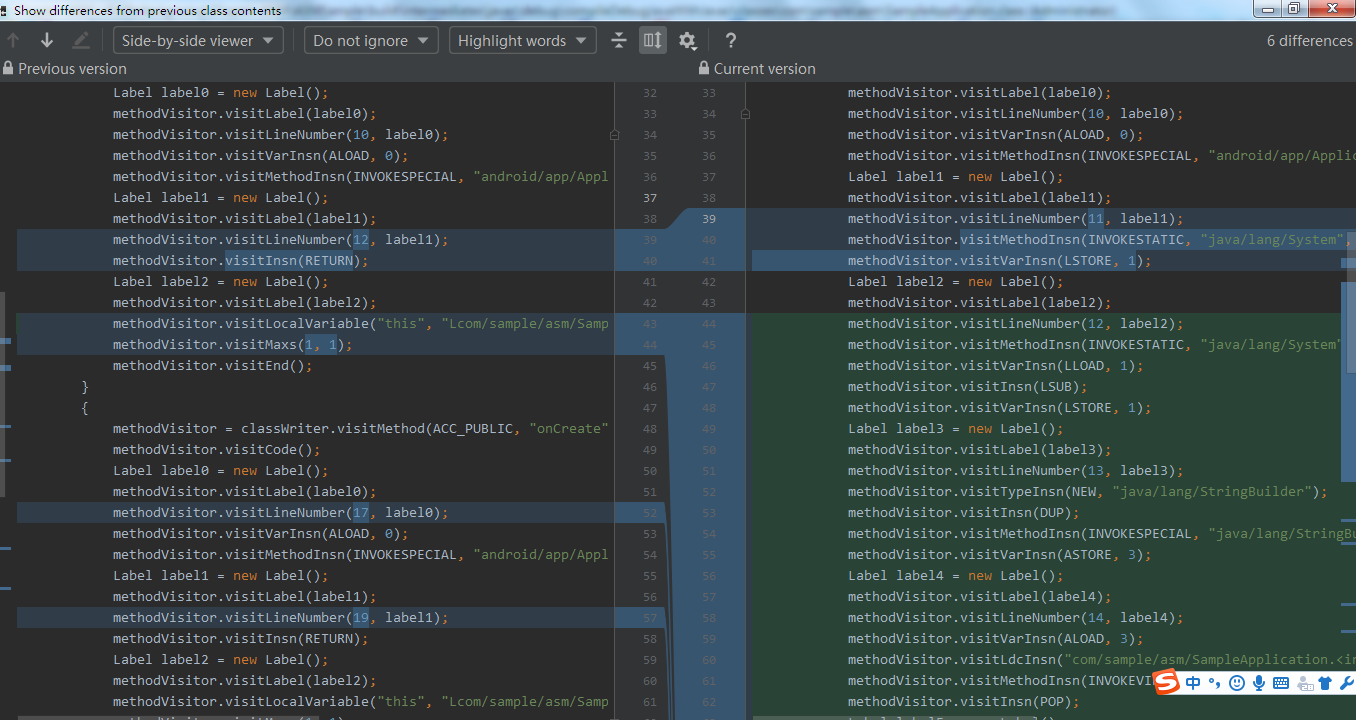 Show differences from previous class contents
Side-by-side viewer
Do not ignore
Highlight words
?
6 differences
Previous version
Current version
Label label0 = new Label();
methodVisitor.visitLabel(label0);
methodVisitor.visitLineNumber(10, label0);
methodVisitor.visitVarInsn(ALOAD, 0);
methodVisitor.visitMethodInsn(INVOKESPECIAL, "android/app/Appl
Label label1 = new Label();
methodVisitor.visitLabel(label1);
methodVisitor.visitLineNumber(12, label1);
methodVisitor.visitInsn(RETURN);
Label label2 = new Label();
methodVisitor.visitLabel(label2);
methodVisitor.visitLocalVariable("this", "Lcom/sample/asm/Samp
methodVisitor.visitMaxs(1, 1);
methodVisitor.visitEnd();
}
{
methodVisitor = classWriter.visitMethod(ACC_PUBLIC, "onCreate"
methodVisitor.visitCode();
Label label0 = new Label();
methodVisitor.visitLabel(label0);
methodVisitor.visitLineNumber(17, label0);
methodVisitor.visitVarInsn(ALOAD, 0);
methodVisitor.visitMethodInsn(INVOKESPECIAL, "android/app/Appl
Label label1 = new Label();
methodVisitor.visitLabel(label1);
methodVisitor.visitLineNumber(19, label1);
methodVisitor.visitInsn(RETURN);
Label label2 = new Label();
methodVisitor.visitLabel(label2);
methodVisitor.visitLocalVariable("this", "Lcom/sample/asm/Samp
32 33
33 34
34 35
35 36
36 37
37 38
38 39
39 40
40 41
41 42
42 43
43 44
44 45
45 46
46 47
47 48
48 49
49 50
50 51
51 52
52 53
53 54
54 55
55 56
56 57
57 58
58 59
59 60
60 61
61 62
methodVisitor.visitLabel(label0);
methodVisitor.visitLineNumber(10, label0);
methodVisitor.visitVarInsn(ALOAD, 0);
methodVisitor.visitMethodInsn(INVOKESPECIAL, "android/app/Applic
Label label1 = new Label();
methodVisitor.visitLabel(label1);
methodVisitor.visitLineNumber(11, label1);
methodVisitor.visitMethodInsn(INVOKESTATIC, "java/lang/System",
methodVisitor.visitVarInsn(LSTORE, 1);
Label label2 = new Label();
methodVisitor.visitLabel(label2);
methodVisitor.visitLineNumber(12, label2);
methodVisitor.visitMethodInsn(INVOKESTATIC, "java/lang/System"
methodVisitor.visitVarInsn(LLOAD, 1);
methodVisitor.visitInsn(LSUB);
methodVisitor.visitVarInsn(LSTORE, 1);
Label label3 = new Label();
methodVisitor.visitLabel(label3);
methodVisitor.visitLineNumber(13, label3);
methodVisitor.visitTypeInsn(NEW, "java/lang/StringBuilder");
methodVisitor.visitInsn(DUP);
methodVisitor.visitMethodInsn(INVOKESPECIAL, "java/lang/StringBu
methodVisitor.visitVarInsn(ASTORE, 3);
Label label4 = new Label();
methodVisitor.visitLabel(label4);
methodVisitor.visitLineNumber(14, label4);
methodVisitor.visitVarInsn(ALOAD, 3);
methodVisitor.visitLdcInsn("com/sample/asm/SampleApplication.<in
methodVisitor.visitMethodInsn(INVOKEVI
methodVisitor.visitInsn(POP);
中